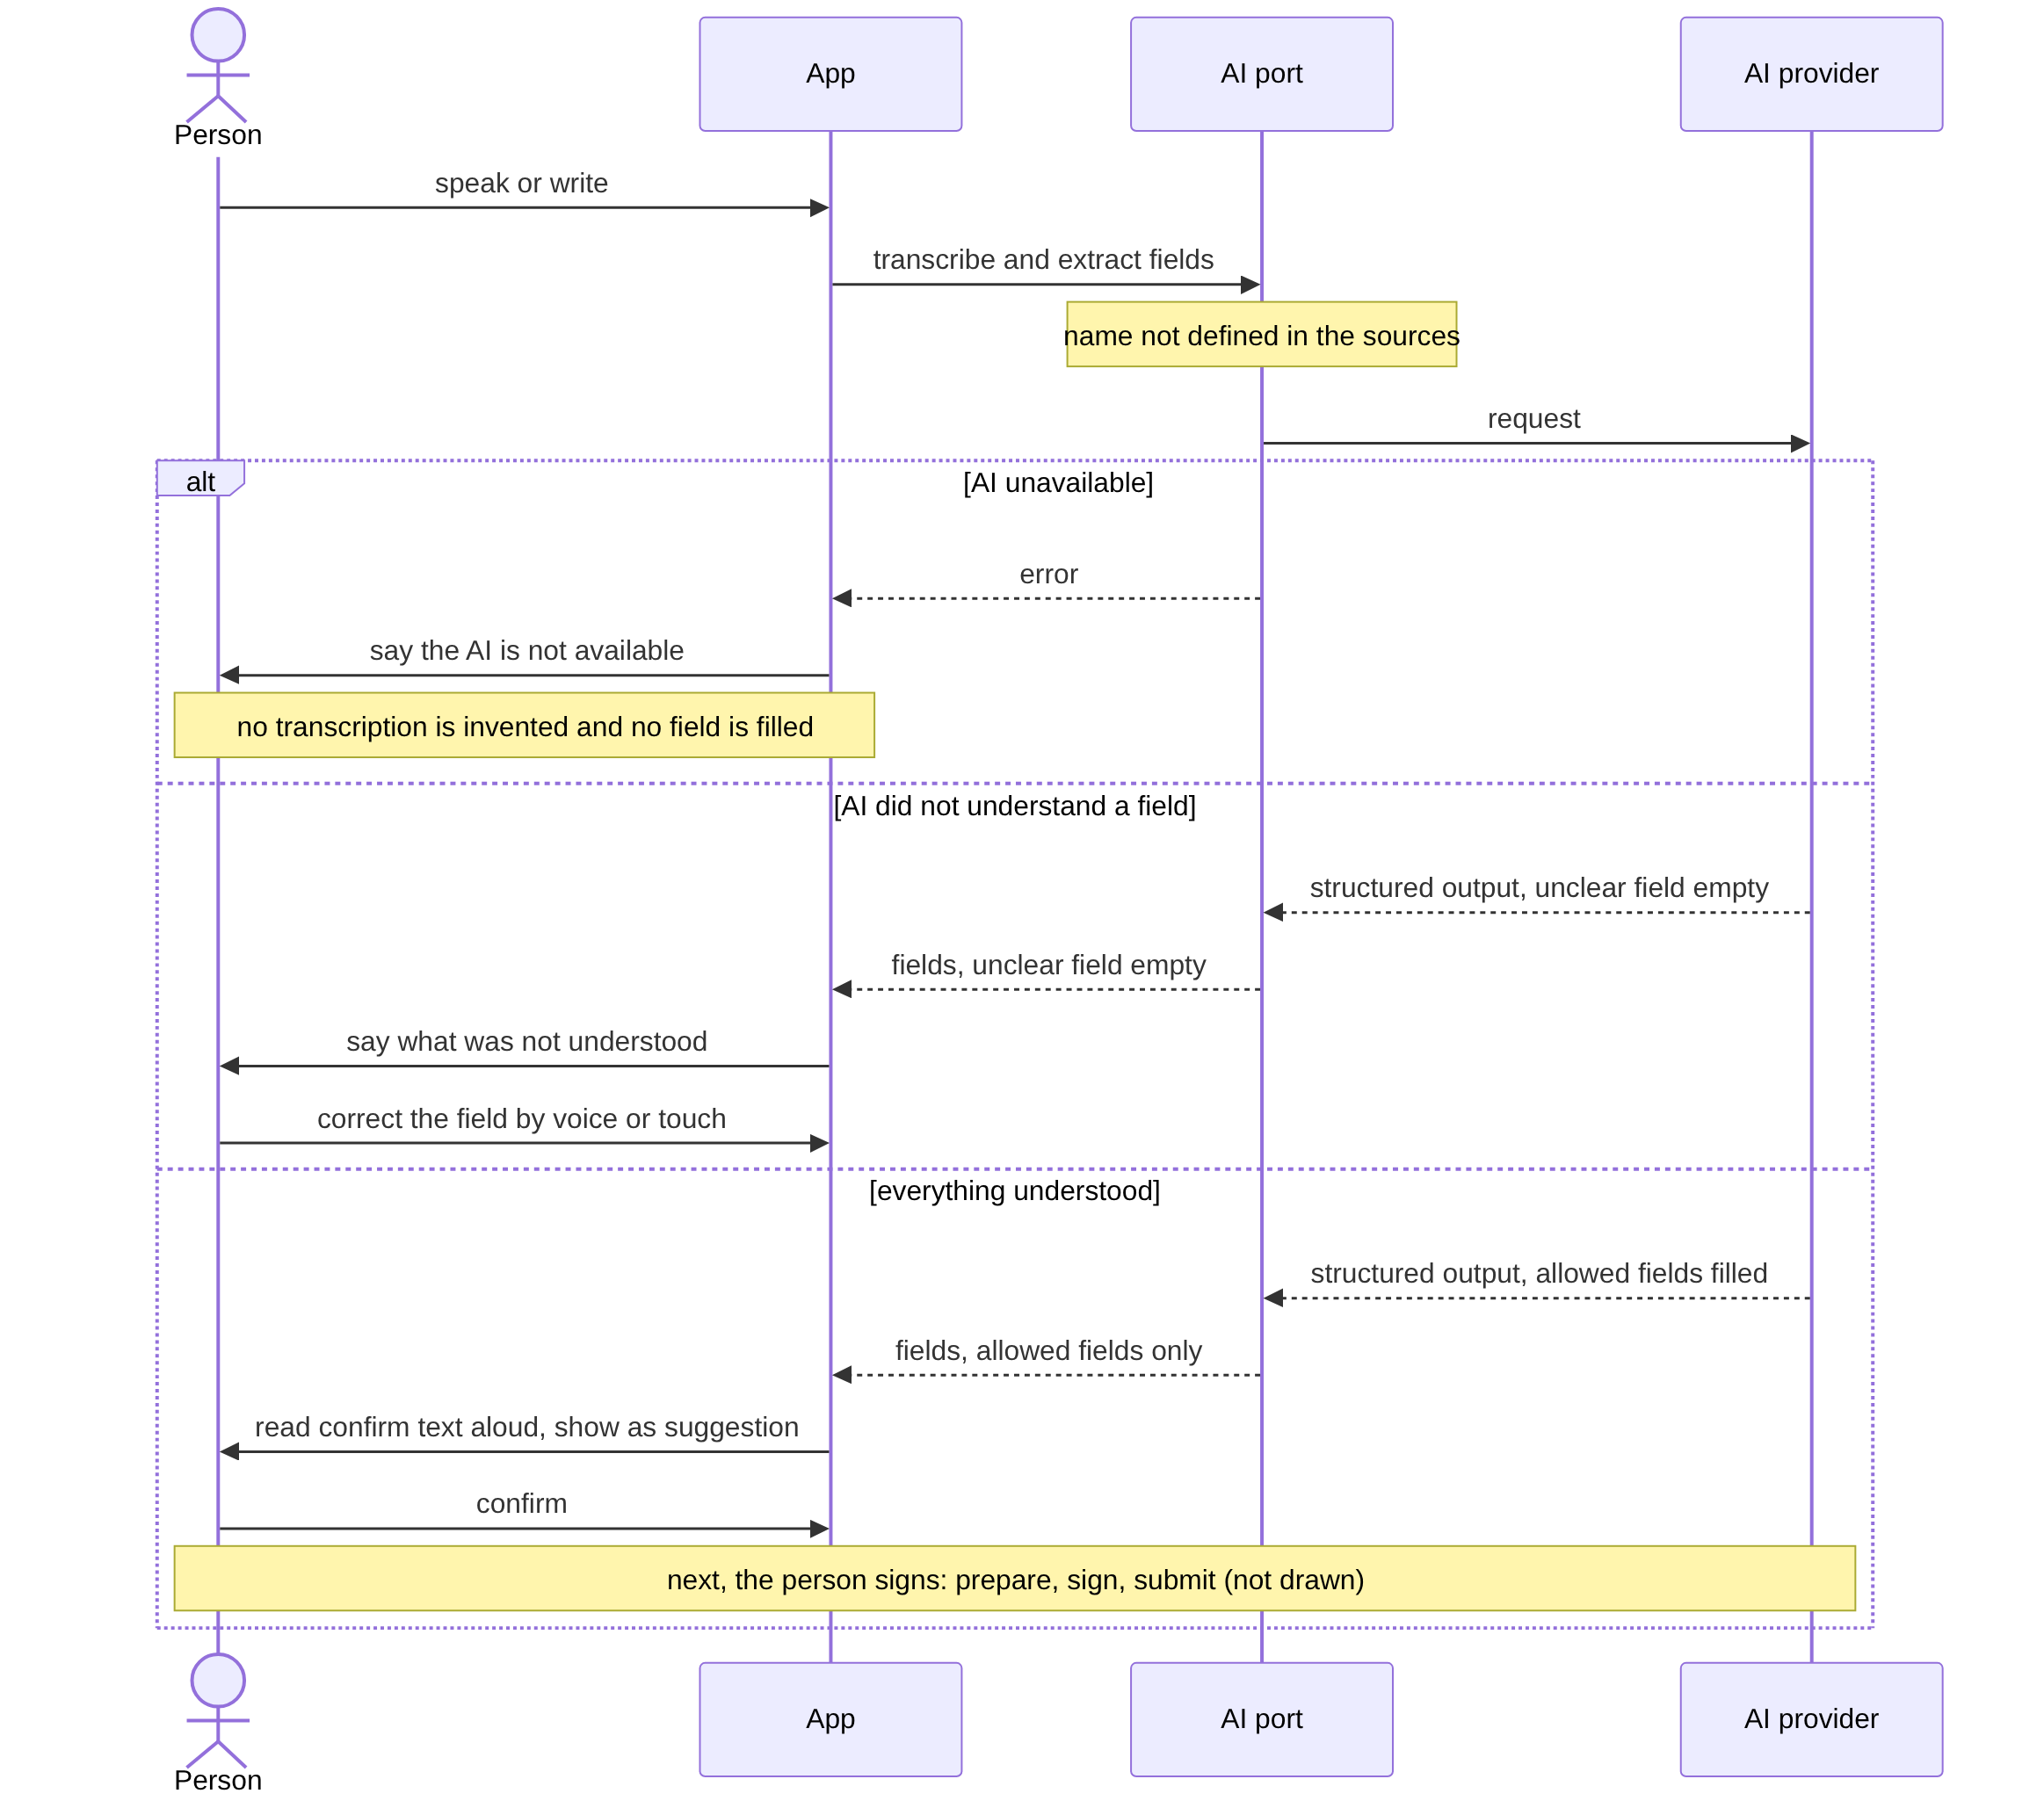 Person
App
AI port
AI provider
speak or write
transcribe and extract fields
name not defined in the sources
request
alt
[AI unavailable]
error
say the AI is not available
no transcription is invented and no field is filled
[AI did not understand a field]
structured output, unclear field empty
fields, unclear field empty
say what was not understood
correct the field by voice or touch
[everything understood]
structured output, allowed fields filled
fields, allowed fields only
read confirm text aloud, show as suggestion
confirm
next, the person signs: prepare, sign, submit (not drawn)
Person
App
AI port
AI provider